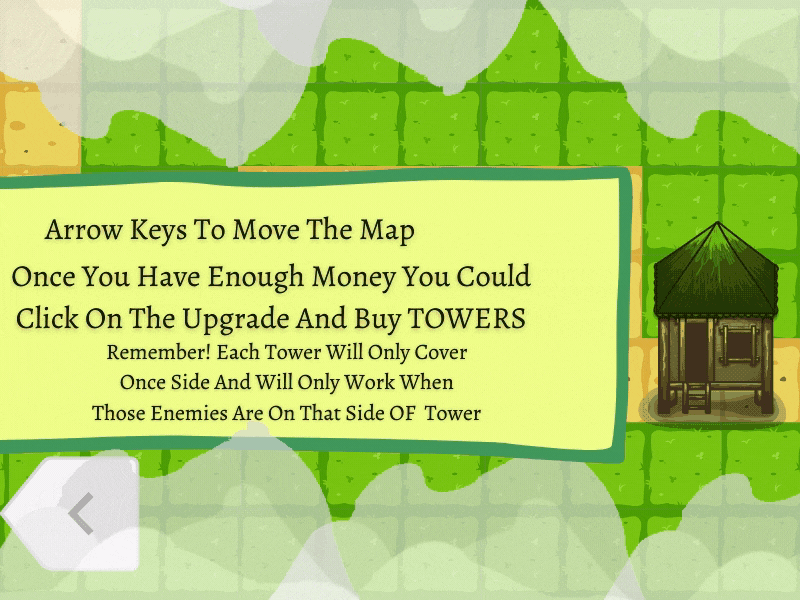 Arrow Keys To Move The Map
Once You Have Enough Money You Could
Click On The Upgrade And Buy TOWERS
Remember! Each Tower Will Only Cover
Once Side And Will Only Work When
Those Enemies Are On That Side OF Tower